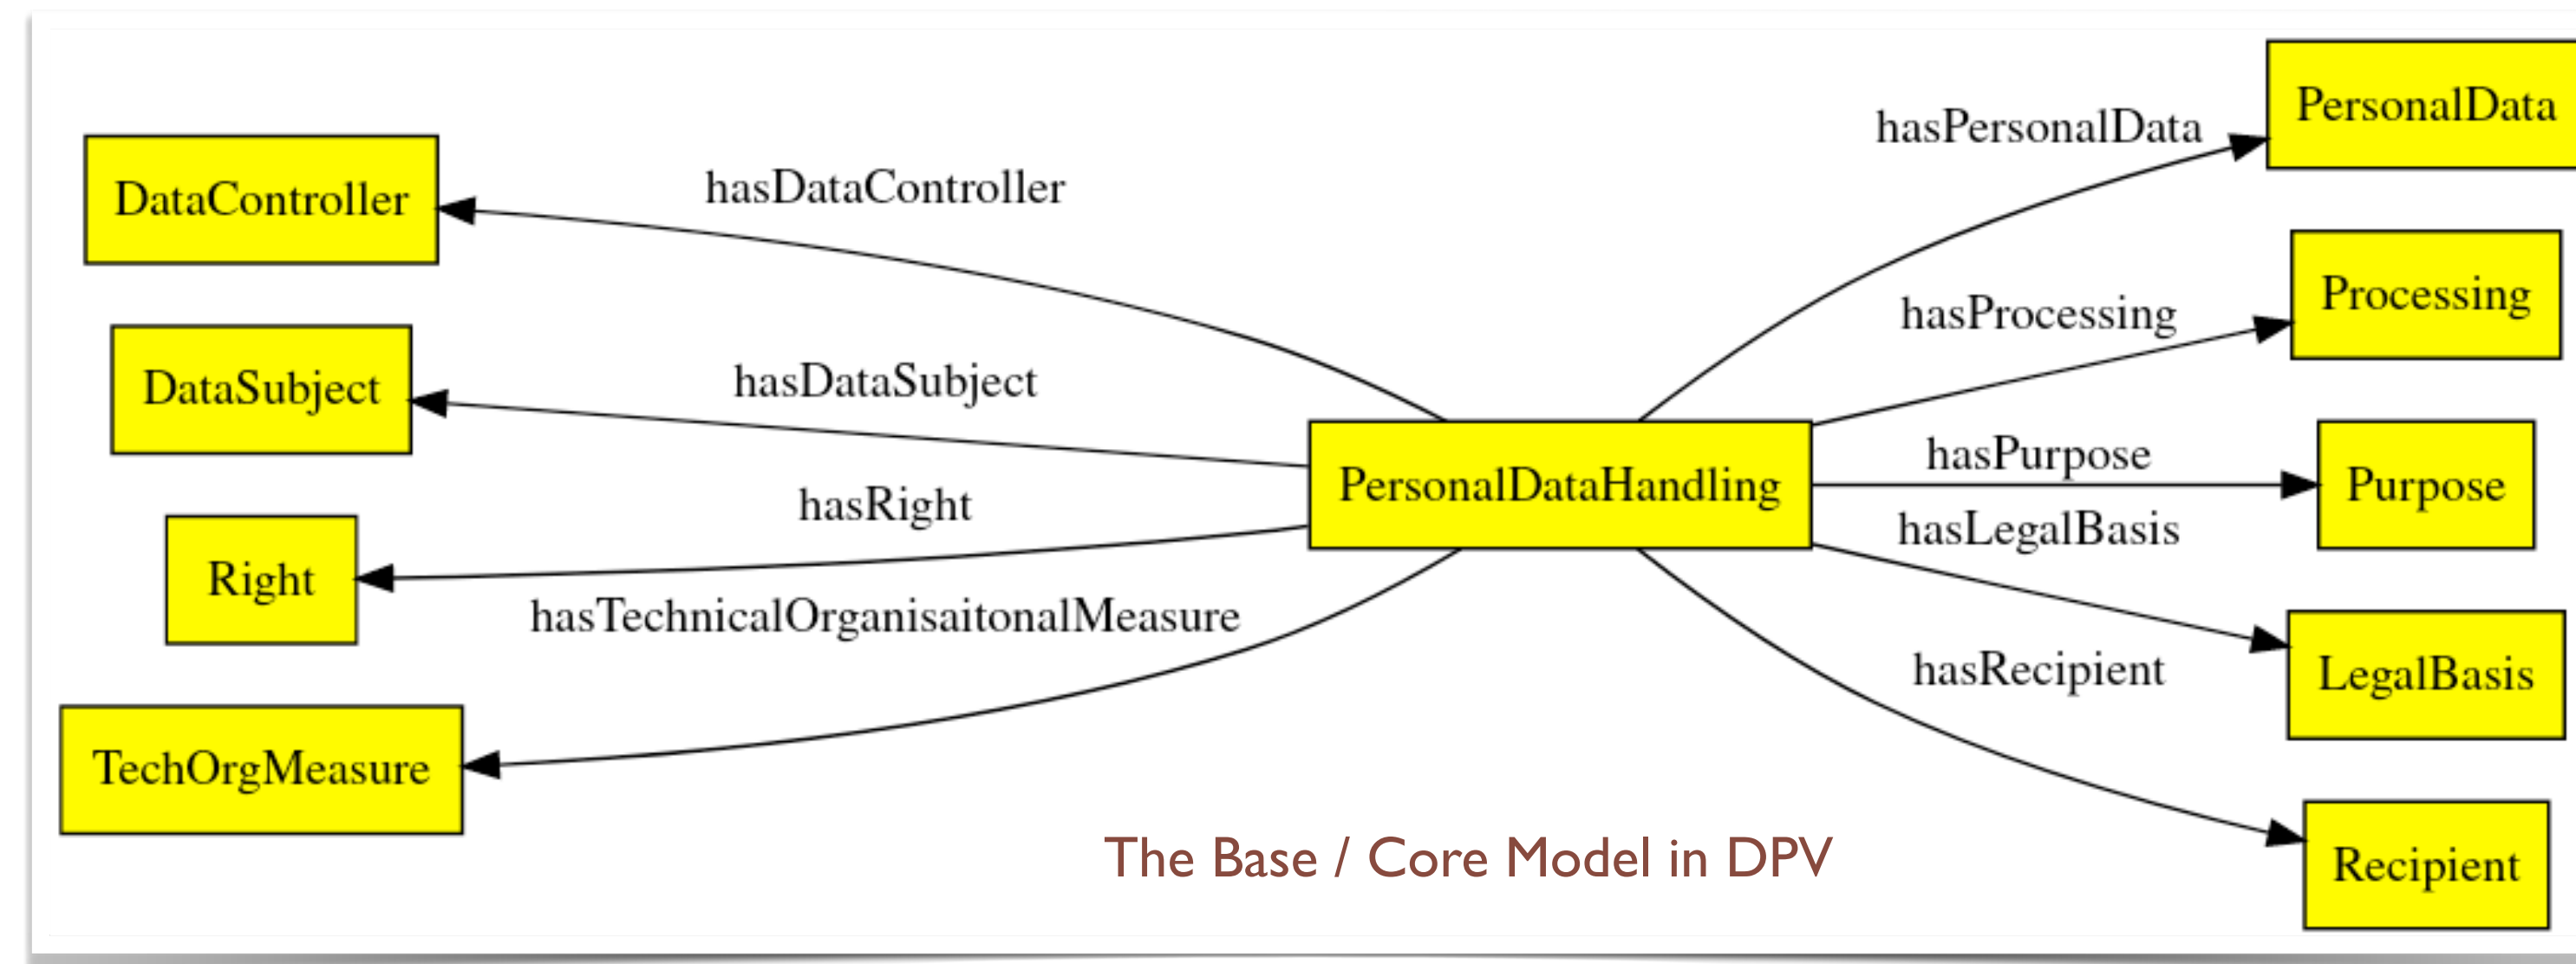 PersonalData
hasPersonalData
DataController
hasDataController
Processing
hasProcessing
DataSubject
hasDataSubject
PersonalDataHandling
hasPurpose
Purpose
hasRight
Right
hasLegalBasis
LegalBasis
hasTechnicalOrganisaitonalMeasure
TechOrgMeasure
hasRecipient
Recipient
The Base / Core Model in DPV